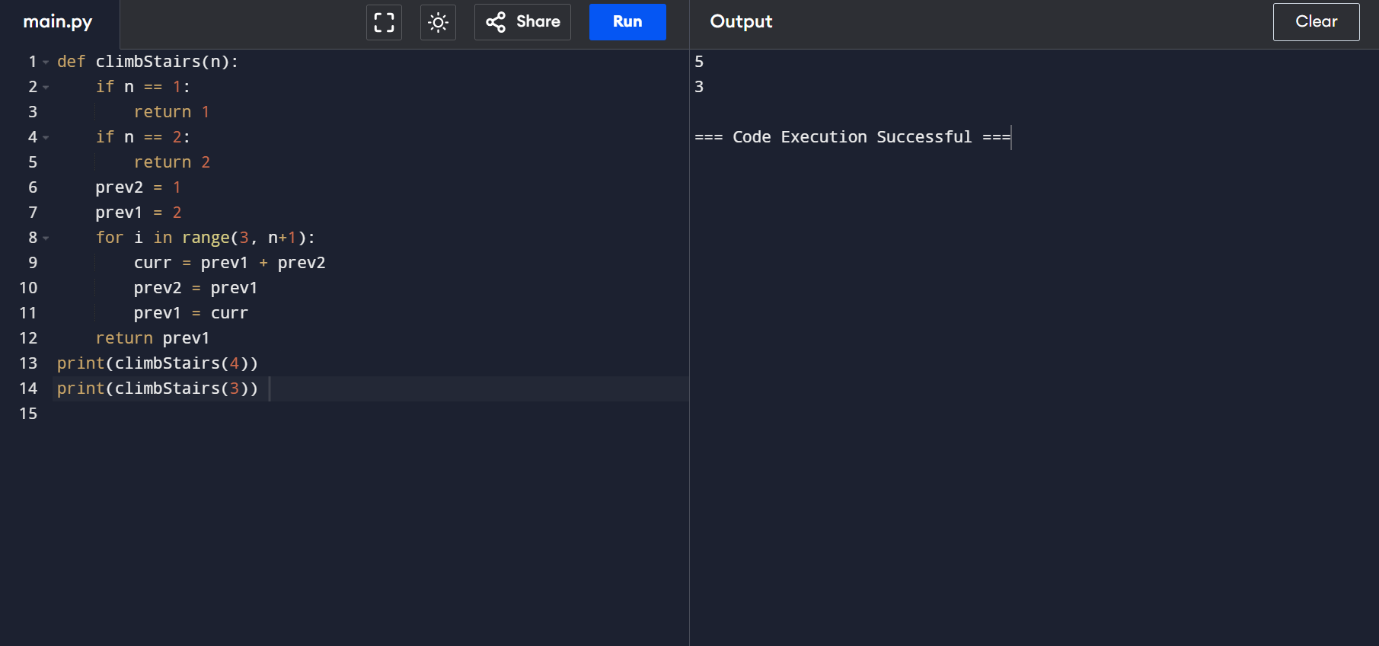 main.py
Share
Run
Output
Clear
1 def climbStairs(n):
2     if n == 1:
3         return 1
4     if n == 2:
5         return 2
6     prev2 = 1
7     prev1 = 2
8     for i in range(3, n+1):
9         curr = prev1 + prev2
10         prev2 = prev1
11         prev1 = curr
12     return prev1
13 print(climbStairs(4))
14 print(climbStairs(3))
15
5
3
=== Code Execution Successful ===